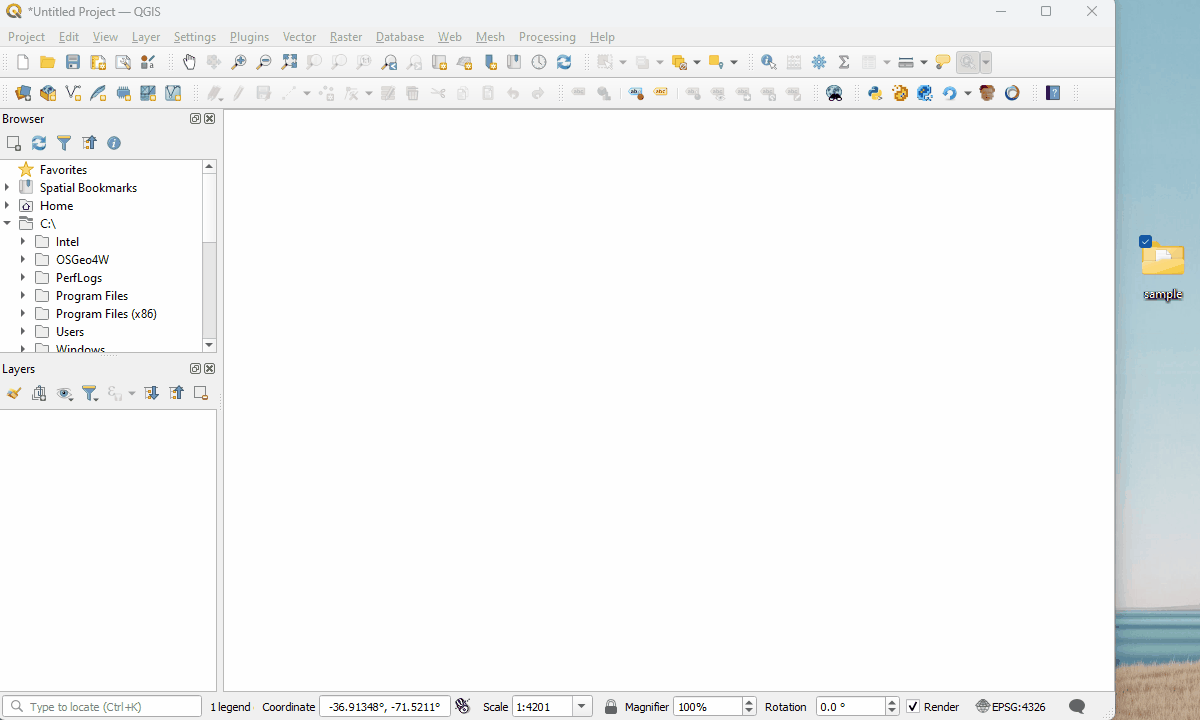 *Untitled Project — QGIS
Project Edit View Layer Settings Plugins Vector Raster Database Web Mesh Processing Help
Browser
Favorites
Spatial Bookmarks
Home
C:\
Intel
OSGeo4W
PerfLogs
Program Files
Program Files (x86)
Users
Windows
sample
Layers
Type to locate (Ctrl+K) 1 legend Coordinate -36.91348°, -71.5211° Scale 1:4201 Magnifier 100% Rotation 0.0 ° Render EPSG:4326